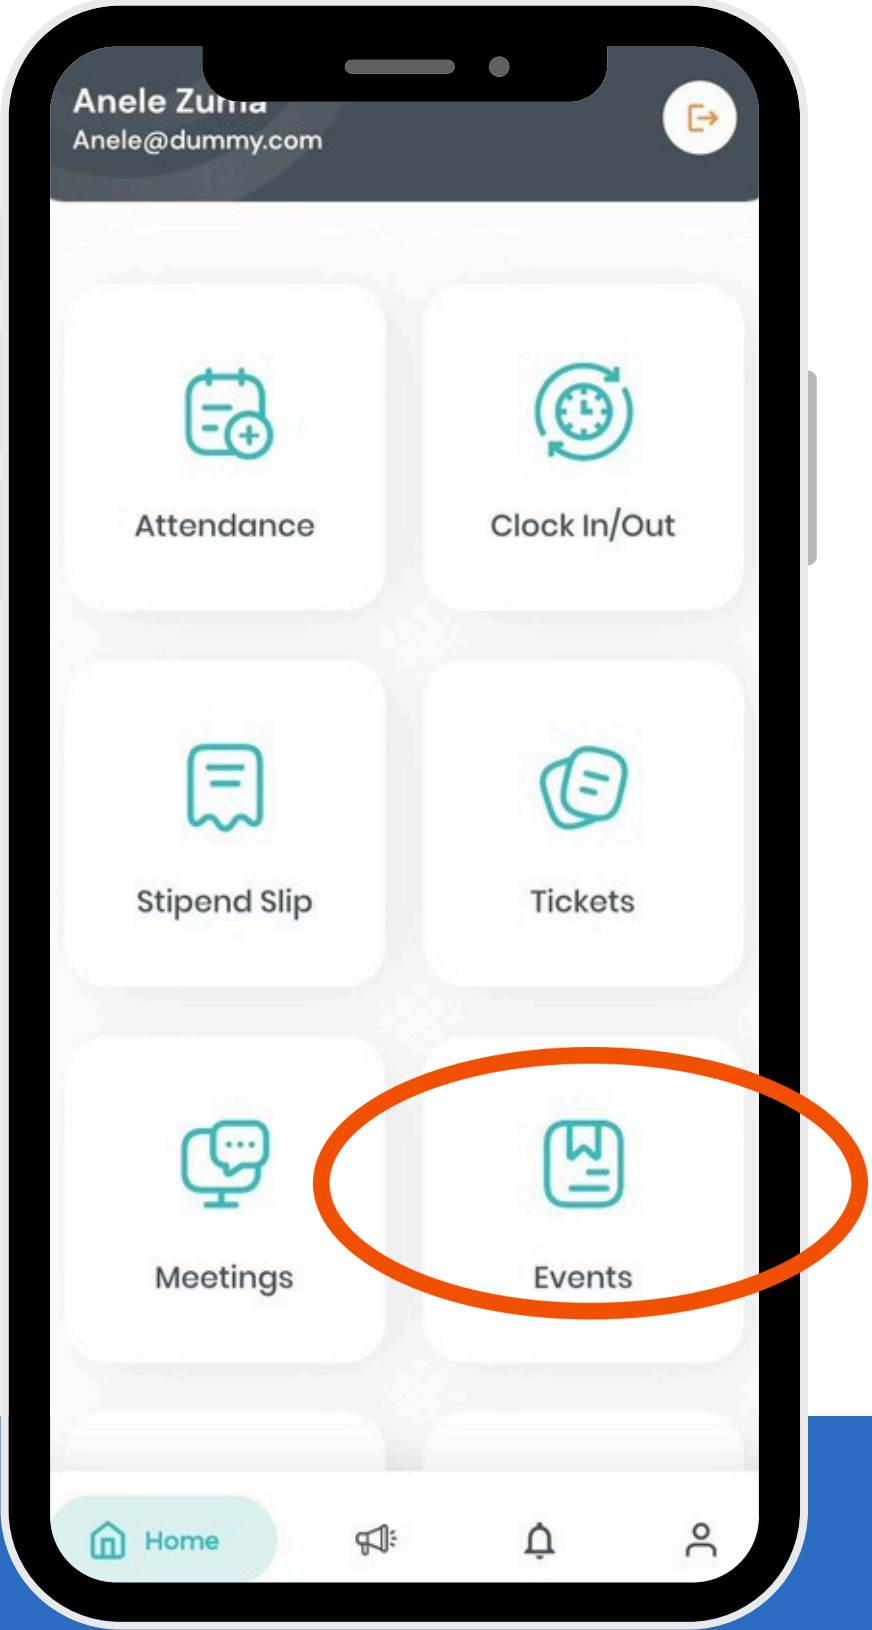 Anele Zuma
Anele@dummy.com
Attendance
Clock In/Out
Stipend Slip
Tickets
Meetings
Events
Home